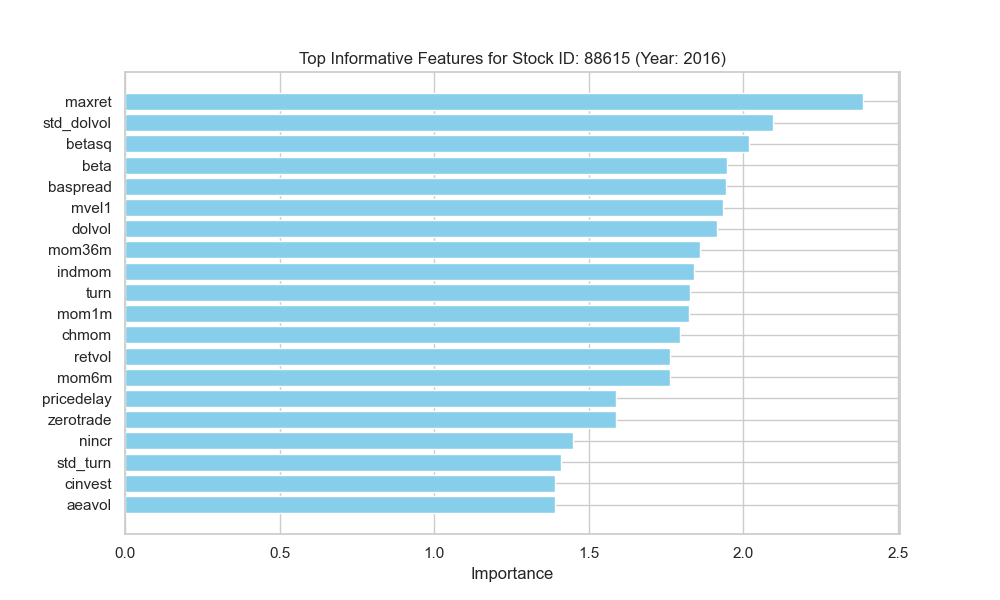 Top Informative Features for Stock ID: 88615 (Year: 2016)
maxret
std_dolvol
betasq
beta
baspread
mvel1
dolvol
mom36m
indmom
turn
mom1m
chmom
retvol
mom6m
pricedelay
zerotrade
nincr
std_turn
cinvest
aeavol
0.0 0.5 1.0 1.5 2.0 2.5
Importance